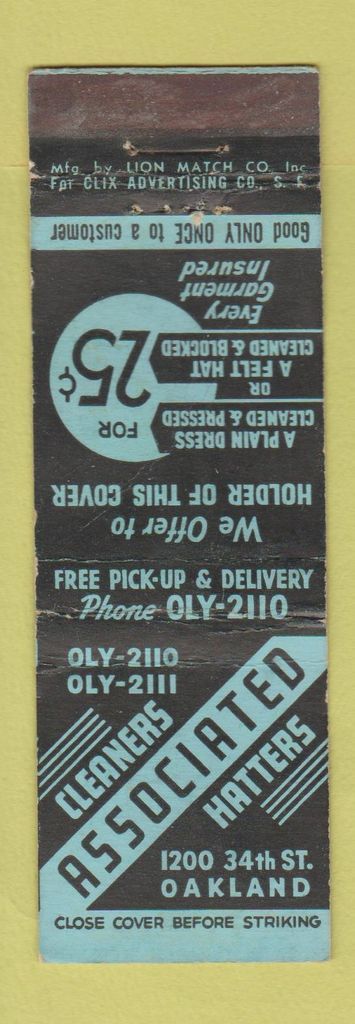 Mfg. by LION MATCH CO. Inc
For CLIX ADVERTISING CO., S. F.
We Offer to
HOLDER OF THIS COVER
A PLAIN DRESS
CLEANED & PRESSED
OR
A FELT HAT
CLEANED & BLOCKED
FOR
25¢
Every
Garment
Insured
Good ONLY ONCE to a customer
FREE PICK-UP & DELIVERY
Phone OLY-2110
OLY-2110
OLY-2111
CLEANERS
ASSOCIATED
HATTERS
1200 34th ST.
OAKLAND
CLOSE COVER BEFORE STRIKING